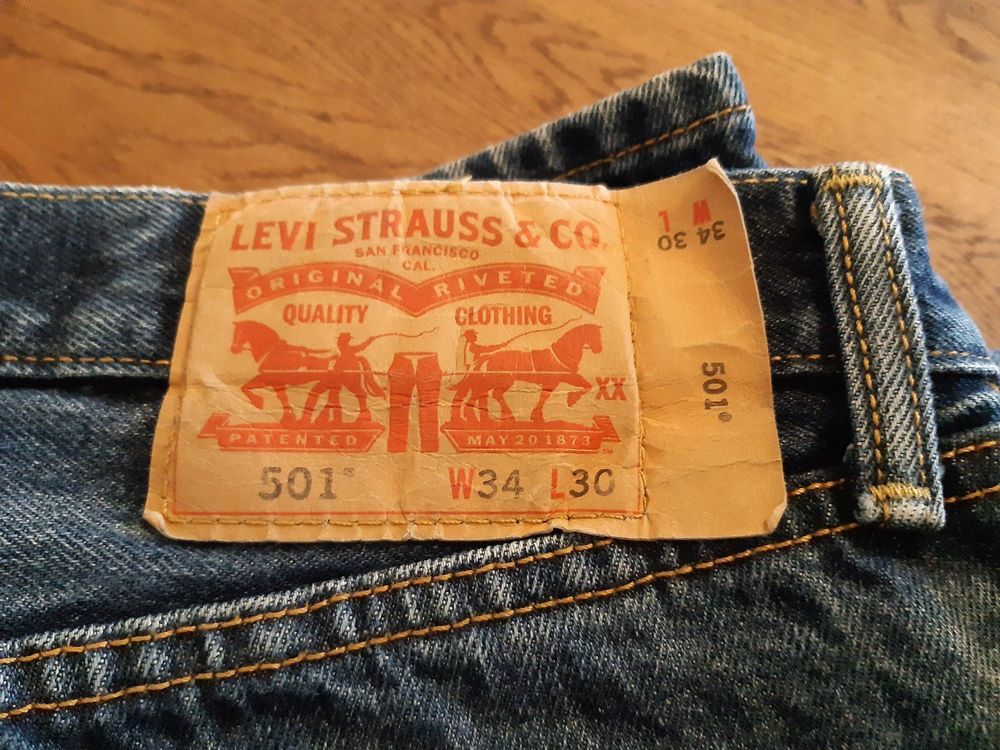 LEVI STRAUSS & CO.
SAN FRANCISCO
CAL.
ORIGINAL RIVETED
QUALITY CLOTHING
XX
PATENTED MAY 20 1873
501® W34 L30
W L
34 30
501®